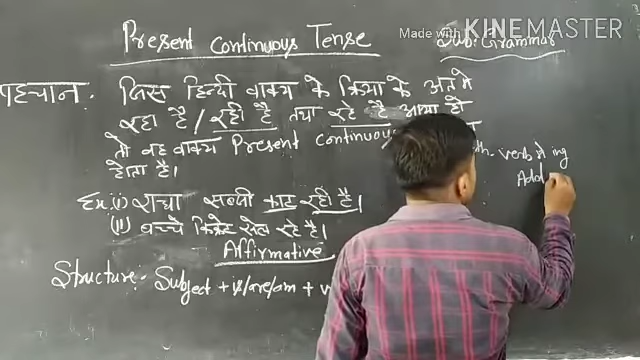 Made with KINEMASTER
Present Continuous Tense
Sub: Grammar
पहचान - जिस हिन्दी वाक्य के क्रिया के अंत मे
रहा है / रही है तथा रहे है आया हो
तो वह वाक्य Present Continuous
होता है।
verb मे ing
Add
Ex: (i) राधा सब्जी काट रही है।
(ii) बच्चे क्रिकेट खेल रहे है।
Affirmative
Structure:- Subject + is/are/am + v